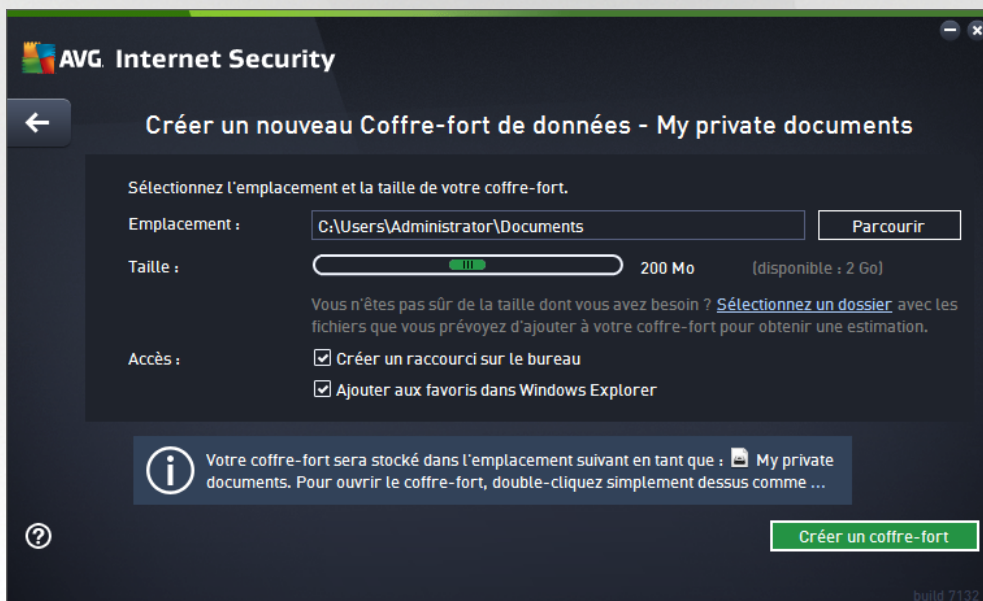 AVG. Internet Security
Créer un nouveau Coffre-fort de données - My private documents
Sélectionnez l'emplacement et la taille de votre coffre-fort.
Emplacement :
C:\Users\Administrator\Documents
Parcourir
Taille :
200 Mo
(disponible : 2 Go)
Vous n'êtes pas sûr de la taille dont vous avez besoin ? Sélectionnez un dossier avec les
fichiers que vous prévoyez d'ajouter à votre coffre-fort pour obtenir une estimation.
Accès :
Créer un raccourci sur le bureau
Ajouter aux favoris dans Windows Explorer
Votre coffre-fort sera stocké dans l'emplacement suivant en tant que : My private
documents. Pour ouvrir le coffre-fort, double-cliquez simplement dessus comme ...
Créer un coffre-fort
build 7132